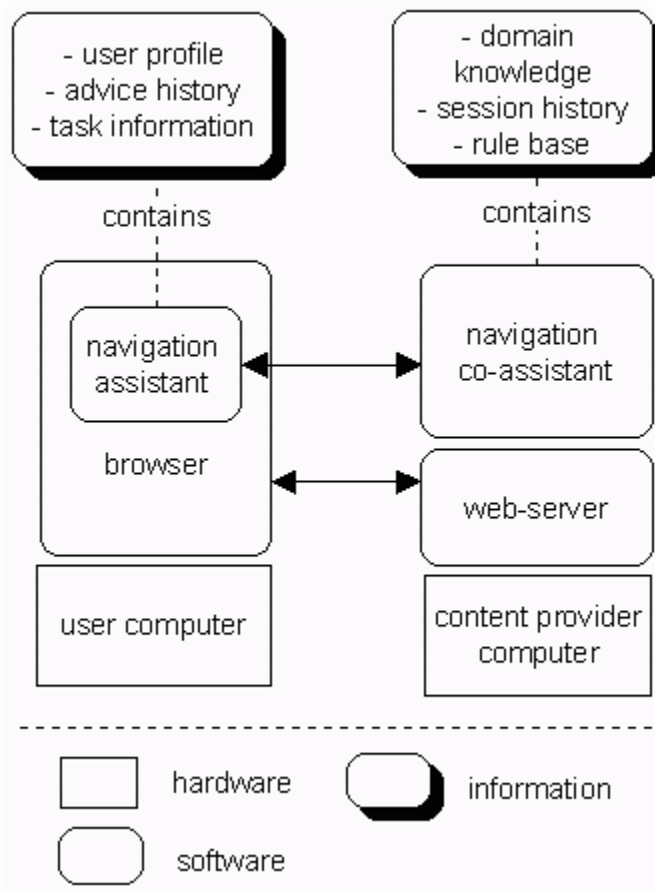 - user profile
- advice history
- task information
- domain
knowledge
- session history
- rule base
contains
contains
navigation
assistant
navigation
co-assistant
browser
web-server
user computer
content provider
computer
hardware
information
software